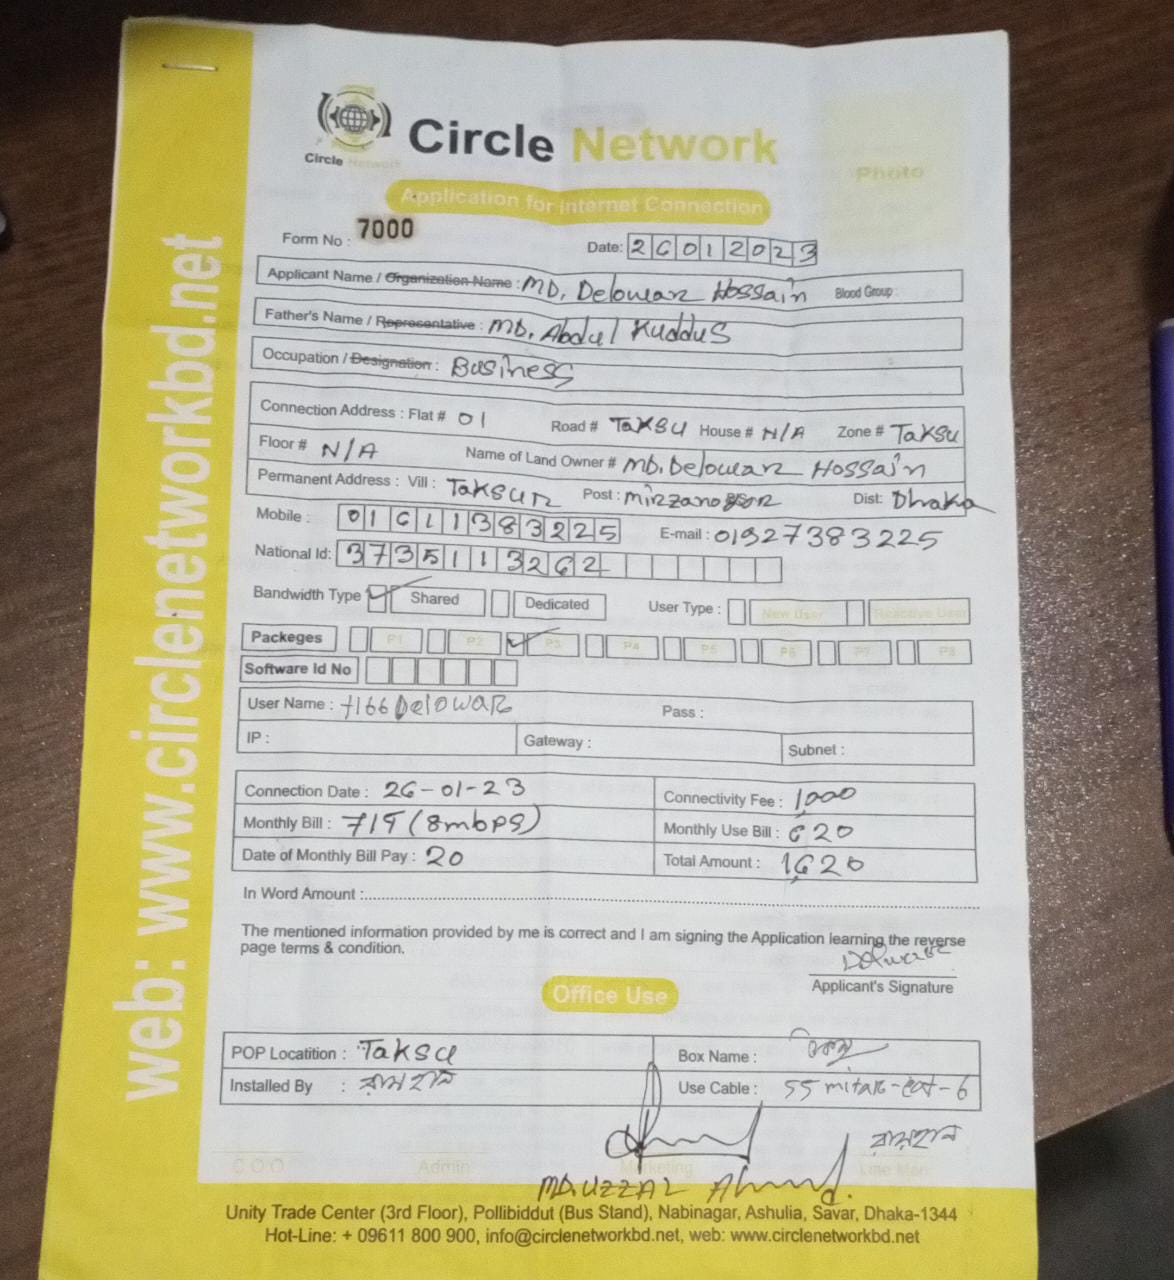 web: www.circlenetworkbd.net
Circle Network
Circle Network
Photo
Application for Internet Connection
Form No : 7000
Date: 26012023
Applicant Name / Organization Name : MD. Delowar Hossain Blood Group :
Father's Name / Representative : MD. Abdul Kuddus
Occupation / Designation : Business
Connection Address : Flat # 01 Road # Taksu House # N/A Zone # Taksu
Floor # N/A Name of Land Owner # MD. Delowar Hossain
Permanent Address : Vill : Taksur Post : Dist: Dhaka
Mobile : 01611383225 E-mail : 01927383225
National Id: 3735113262
Bandwidth Type Shared Dedicated User Type : New User Reactive User
Packeges P1 P2 P3 P4 P5 P6 P7 P8
Software Id No
User Name : Delowar Pass :
IP : Gateway : Subnet :
Connection Date : 26-01-23 Connectivity Fee : 1,000
Monthly Bill : (8mbps) Monthly Use Bill : 620
Date of Monthly Bill Pay : 20 Total Amount : 1,620
In Word Amount :
The mentioned information provided by me is correct and I am signing the Application learning the reverse
page terms & condition.
Applicant's Signature
Office Use
POP Locatition : Taksu Box Name :
Installed By : Use Cable : 55 mitar-cat-6
C O O Admin Marketing Line Man
MD. UZZAL Ahmed.
Unity Trade Center (3rd Floor), Pollibiddut (Bus Stand), Nabinagar, Ashulia, Savar, Dhaka-1344
Hot-Line: + 09611 800 900, info@circlenetworkbd.net, web: www.circlenetworkbd.net